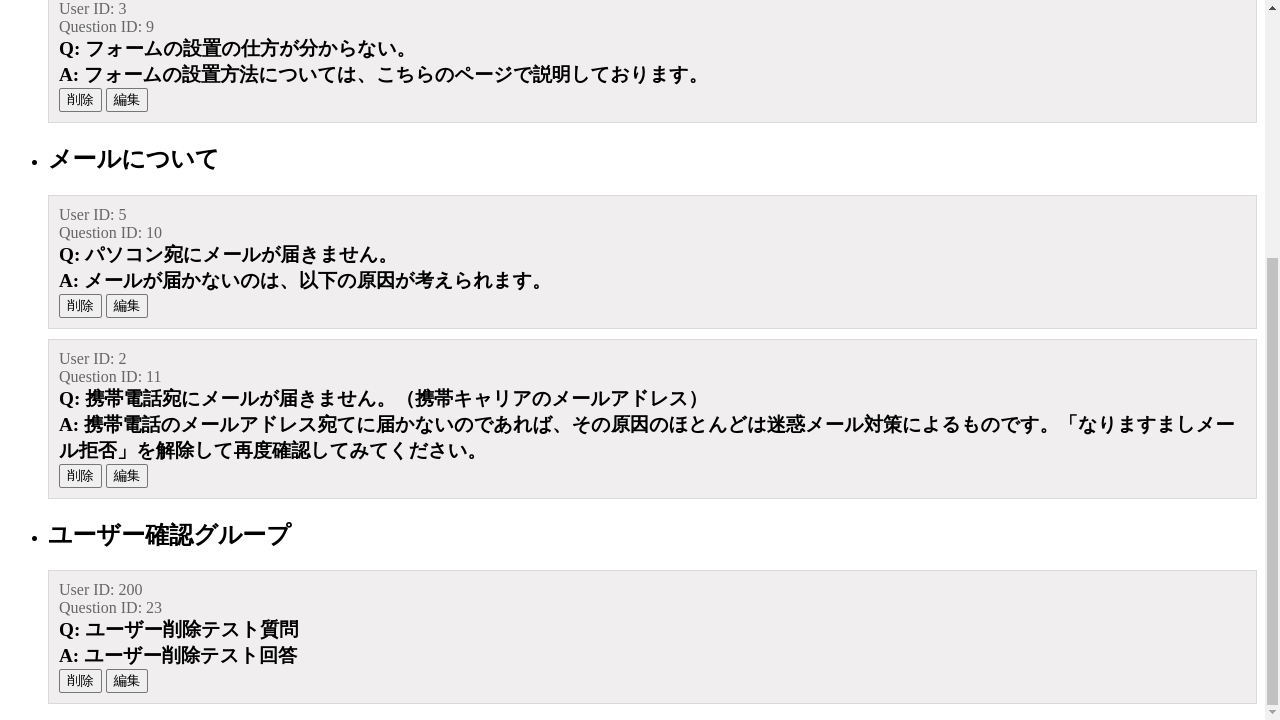 User ID: 3
Question ID: 9
Q: フォームの設置の仕方が分からない。
A: フォームの設置方法については、こちらのページで説明しております。
削除 編集
メールについて
User ID: 5
Question ID: 10
Q: パソコン宛にメールが届きません。
A: メールが届かないのは、以下の原因が考えられます。
削除 編集
User ID: 2
Question ID: 11
Q: 携帯電話宛にメールが届きません。（携帯キャリアのメールアドレス）
A: 携帯電話のメールアドレス宛てに届かないのであれば、その原因のほとんどは迷惑メール対策によるものです。「なりますましメー
ル拒否」を解除して再度確認してみてください。
削除 編集
ユーザー確認グループ
User ID: 200
Question ID: 23
Q: ユーザー削除テスト質問
A: ユーザー削除テスト回答
削除 編集